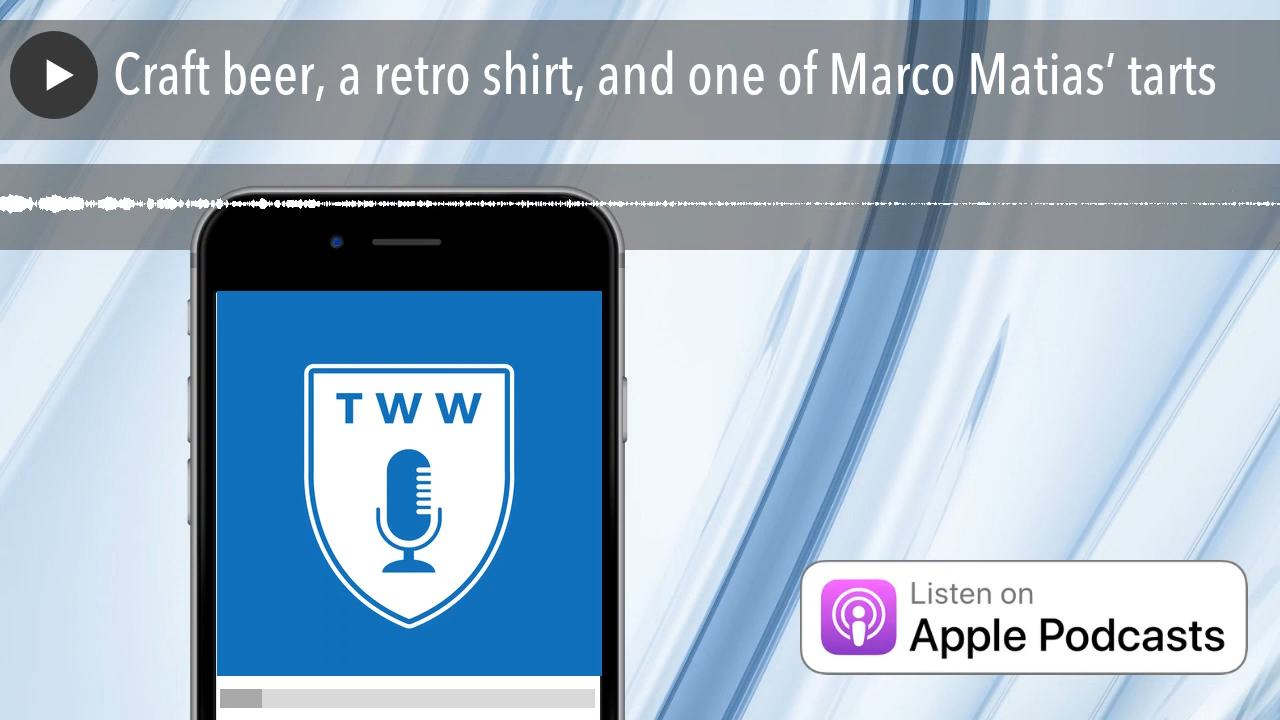 Craft beer, a retro shirt, and one of Marco Matias’ tarts
TWW
Listen on
Apple Podcasts